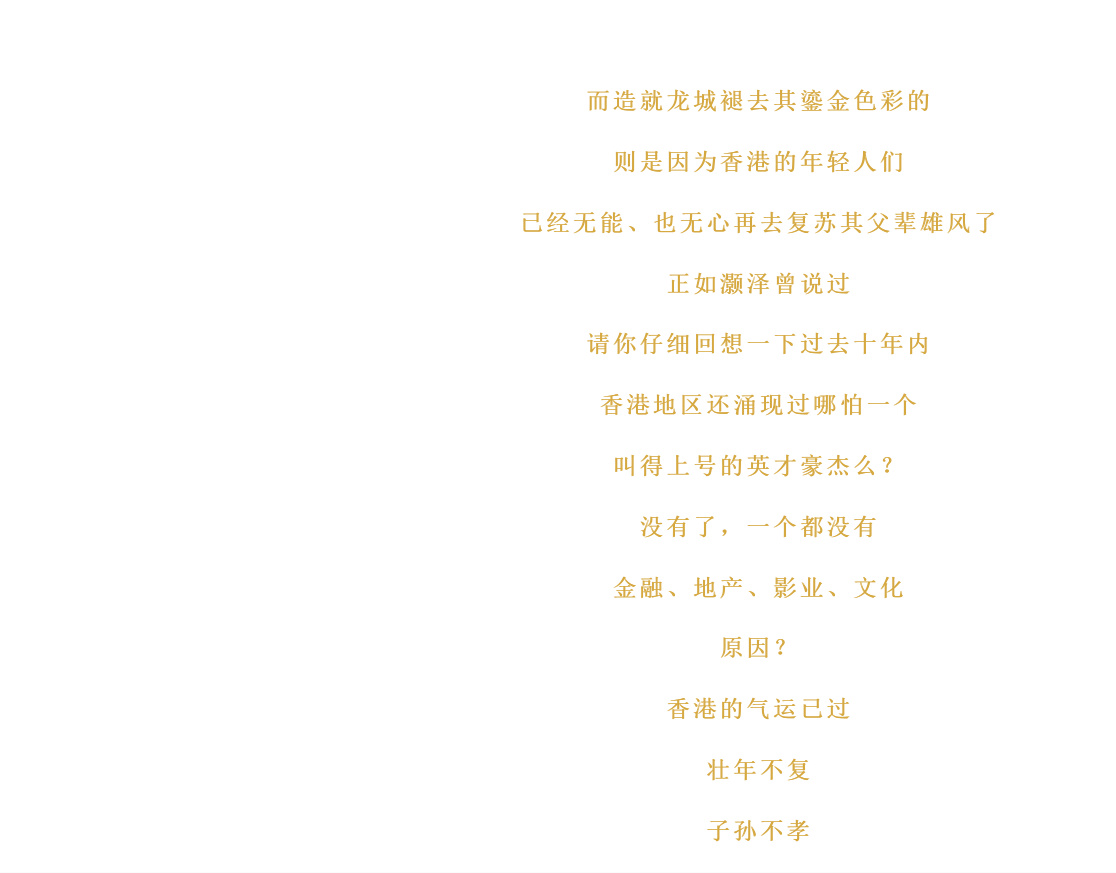 而造就龙城褪去其鎏金色彩的
则是因为香港的年轻人们
已经无能、也无心再去复苏其父辈雄风了
正如灏泽曾说过
请你仔细回想一下过去十年内
香港地区还涌现过哪怕一个
叫得上号的英才豪杰么？
没有了，一个都没有
金融、地产、影业、文化
原因？
香港的气运已过
壮年不复
子孙不孝